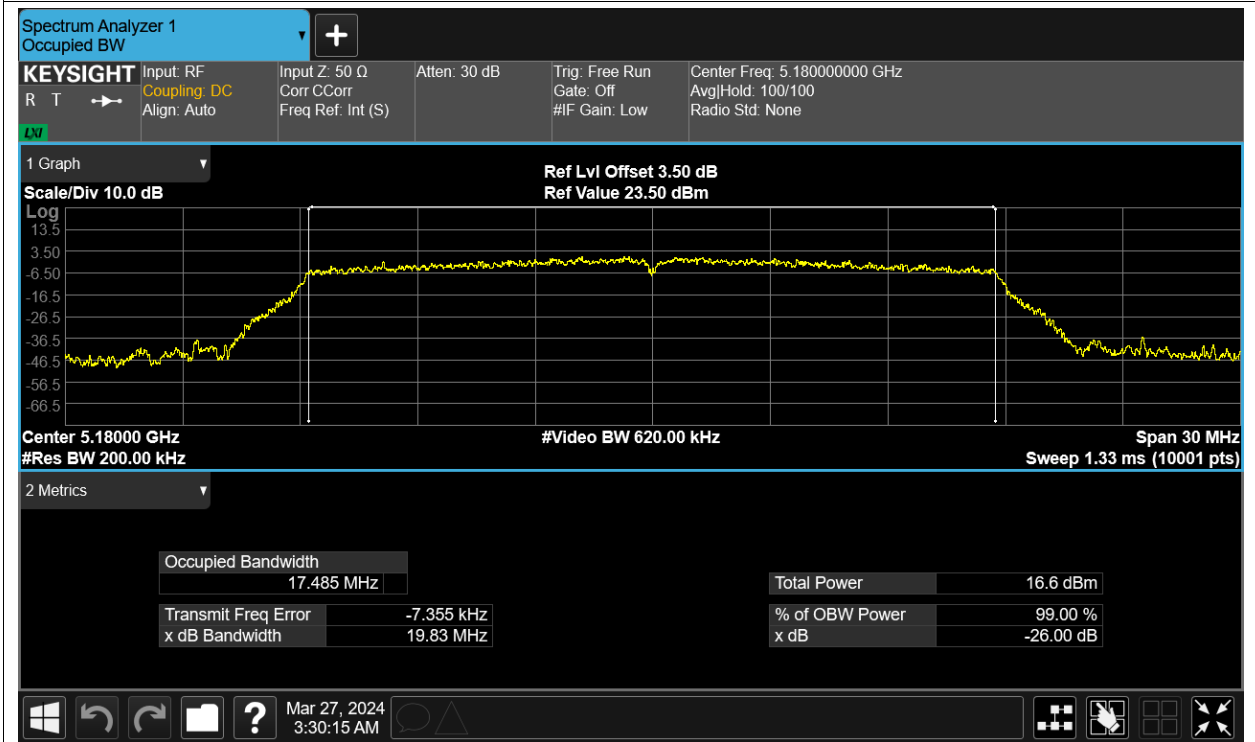 Spectrum Analyzer 1
Occupied BW
KEYSIGHT
R T
LXI
Input: RF
Coupling: DC
Align: Auto
Input Z: 50 Ω
Corr CCorr
Freq Ref: Int (S)
Atten: 30 dB
Trig: Free Run
Gate: Off
#IF Gain: Low
Center Freq: 5.180000000 GHz
Avg|Hold: 100/100
Radio Std: None
1 Graph
Scale/Div 10.0 dB
Ref Lvl Offset 3.50 dB
Ref Value 23.50 dBm
Log
13.5
3.50
-6.50
-16.5
-26.5
-36.5
-46.5
-56.5
-66.5
Center 5.18000 GHz
#Res BW 200.00 kHz
#Video BW 620.00 kHz
Span 30 MHz
Sweep 1.33 ms (10001 pts)
2 Metrics
Occupied Bandwidth
17.485 MHz
Transmit Freq Error -7.355 kHz
x dB Bandwidth 19.83 MHz
Total Power 16.6 dBm
% of OBW Power 99.00 %
x dB -26.00 dB
?
Mar 27, 2024
3:30:15 AM